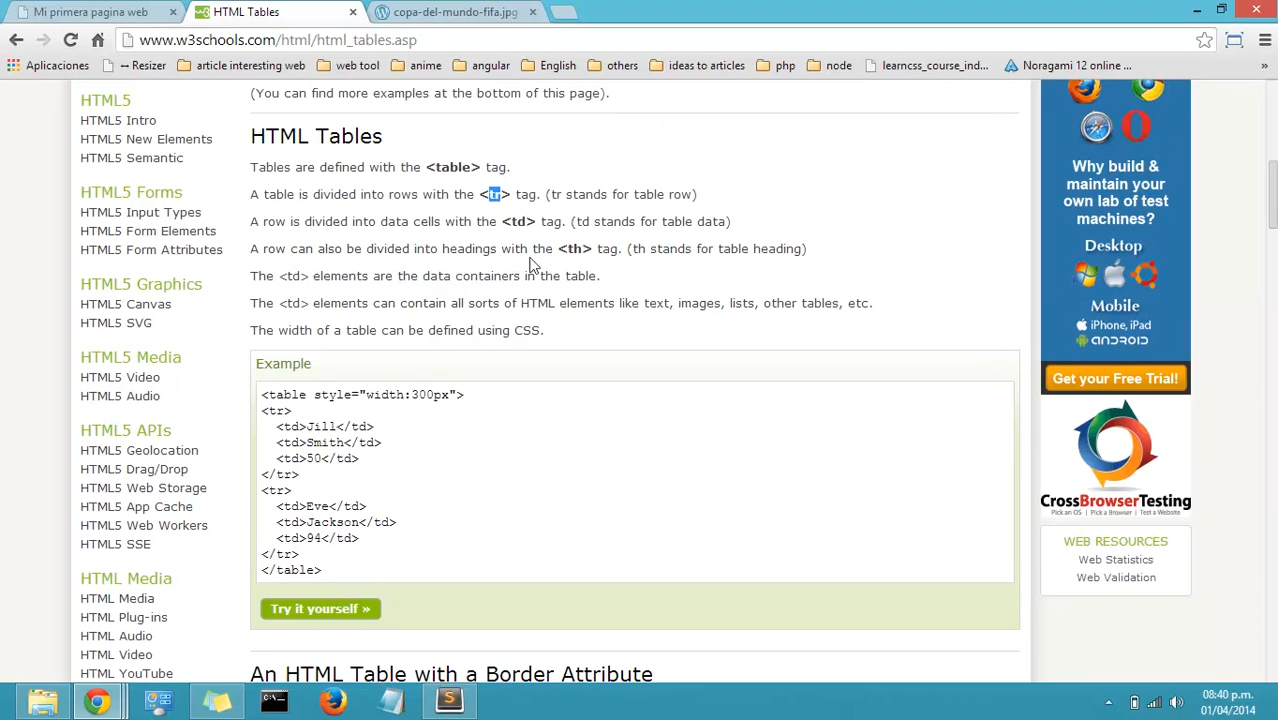 Mi primera pagina web
HTML Tables
copa-del-mundo-fifa.jpg
www.w3schools.com/html/html_tables.asp
Aplicaciones
↔ Resizer
article interesting web
web tool
anime
angular
English
others
ideas to articles
php
node
learncss_course_ind...
Noragami 12 online ...
»
HTML5
HTML5 Intro
HTML5 New Elements
HTML5 Semantic
HTML5 Forms
HTML5 Input Types
HTML5 Form Elements
HTML5 Form Attributes
HTML5 Graphics
HTML5 Canvas
HTML5 SVG
HTML5 Media
HTML5 Video
HTML5 Audio
HTML5 APIs
HTML5 Geolocation
HTML5 Drag/Drop
HTML5 Web Storage
HTML5 App Cache
HTML5 Web Workers
HTML5 SSE
HTML Media
HTML Media
HTML Plug-ins
HTML Audio
HTML Video
HTML YouTube
(You can find more examples at the bottom of this page).
HTML Tables
Tables are defined with the <table> tag.
A table is divided into rows with the <tr> tag. (tr stands for table row)
A row is divided into data cells with the <td> tag. (td stands for table data)
A row can also be divided into headings with the <th> tag. (th stands for table heading)
The <td> elements are the data containers in the table.
The <td> elements can contain all sorts of HTML elements like text, images, lists, other tables, etc.
The width of a table can be defined using CSS.
Example
<table style="width:300px">
<tr>
<td>Jill</td>
<td>Smith</td>
<td>50</td>
</tr>
<tr>
<td>Eve</td>
<td>Jackson</td>
<td>94</td>
</tr>
</table>
Try it yourself »
An HTML Table with a Border Attribute
Why build &
maintain your
own lab of test
machines?
Desktop
Mobile
iPhone, iPad
ANDROID
Get your Free Trial!
CROSSBROWSERTESTING
Pick an OS | Pick a Browser | Test a Website
WEB RESOURCES
Web Statistics
Web Validation
08:40 p.m.
01/04/2014